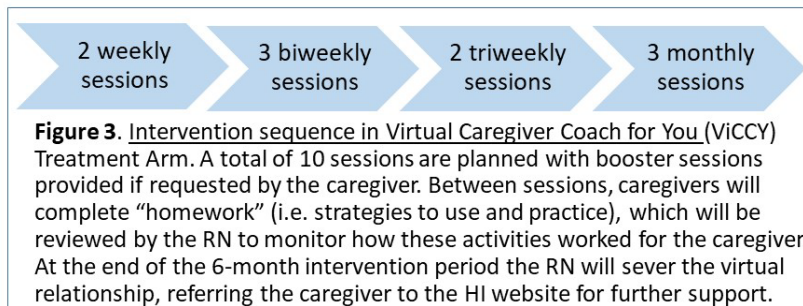 2 weekly sessions
3 biweekly sessions
2 triweekly sessions
3 monthly sessions
Figure 3. Intervention sequence in Virtual Caregiver Coach for You (ViCCY)
Treatment Arm. A total of 10 sessions are planned with booster sessions
provided if requested by the caregiver. Between sessions, caregivers will
complete “homework” (i.e. strategies to use and practice), which will be
reviewed by the RN to monitor how these activities worked for the caregiver
At the end of the 6-month intervention period the RN will sever the virtual
relationship, referring the caregiver to the HI website for further support.